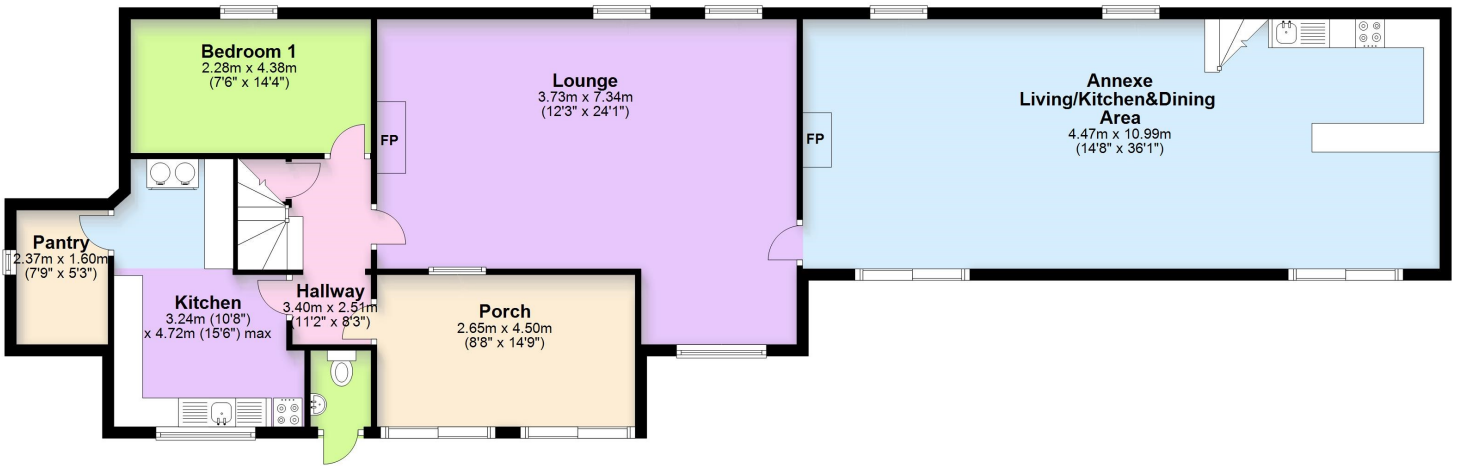 Bedroom 1
2.28m x 4.38m
(7'6" x 14'4")
Lounge
3.73m x 7.34m
(12'3" x 24'1")
FP
Annexe
Living/Kitchen&Dining
Area
4.47m x 10.99m
(14'8" x 36'1")
FP
Pantry
2.37m x 1.60m
(7'9" x 5'3")
Kitchen
3.24m (10'8")
x 4.72m (15'6") max
Hallway
3.40m x 2.51m
(11'2" x 8'3")
Porch
2.65m x 4.50m
(8'8" x 14'9")